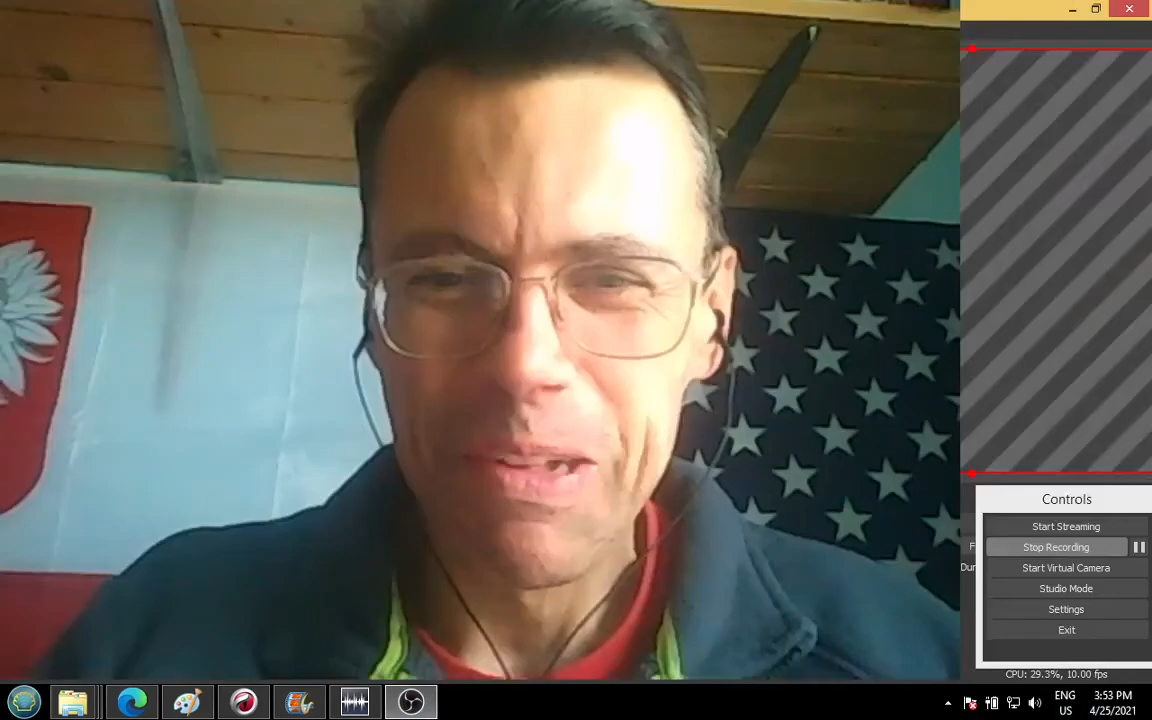 Controls
Start Streaming
Stop Recording
Start Virtual Camera
Studio Mode
Settings
Exit
CPU: 29.3%, 10.00 fps
ENG
US
3:53 PM
4/25/2021